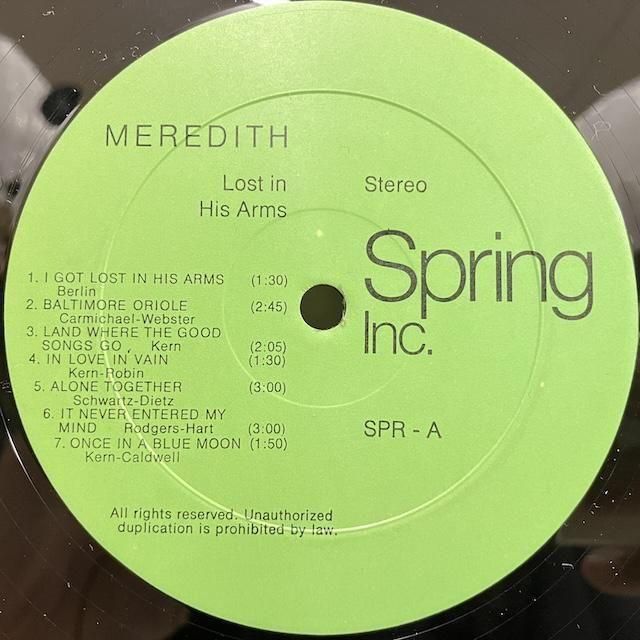 MEREDITH
Lost in
His Arms
Stereo
Spring
Inc.
SPR - A
1. I GOT LOST IN HIS ARMS (1:30)
Berlin
2. BALTIMORE ORIOLE (2:45)
Carmichael-Webster
3. LAND WHERE THE GOOD
SONGS GO, Kern (2:05)
4. IN LOVE IN VAIN (1:30)
Kern-Robin
5. ALONE TOGETHER (3:00)
Schwartz-Dietz
6. IT NEVER ENTERED MY
MIND Rodgers-Hart (3:00)
7. ONCE IN A BLUE MOON (1:50)
Kern-Caldwell
All rights reserved. Unauthorized
duplication is prohibited by law.